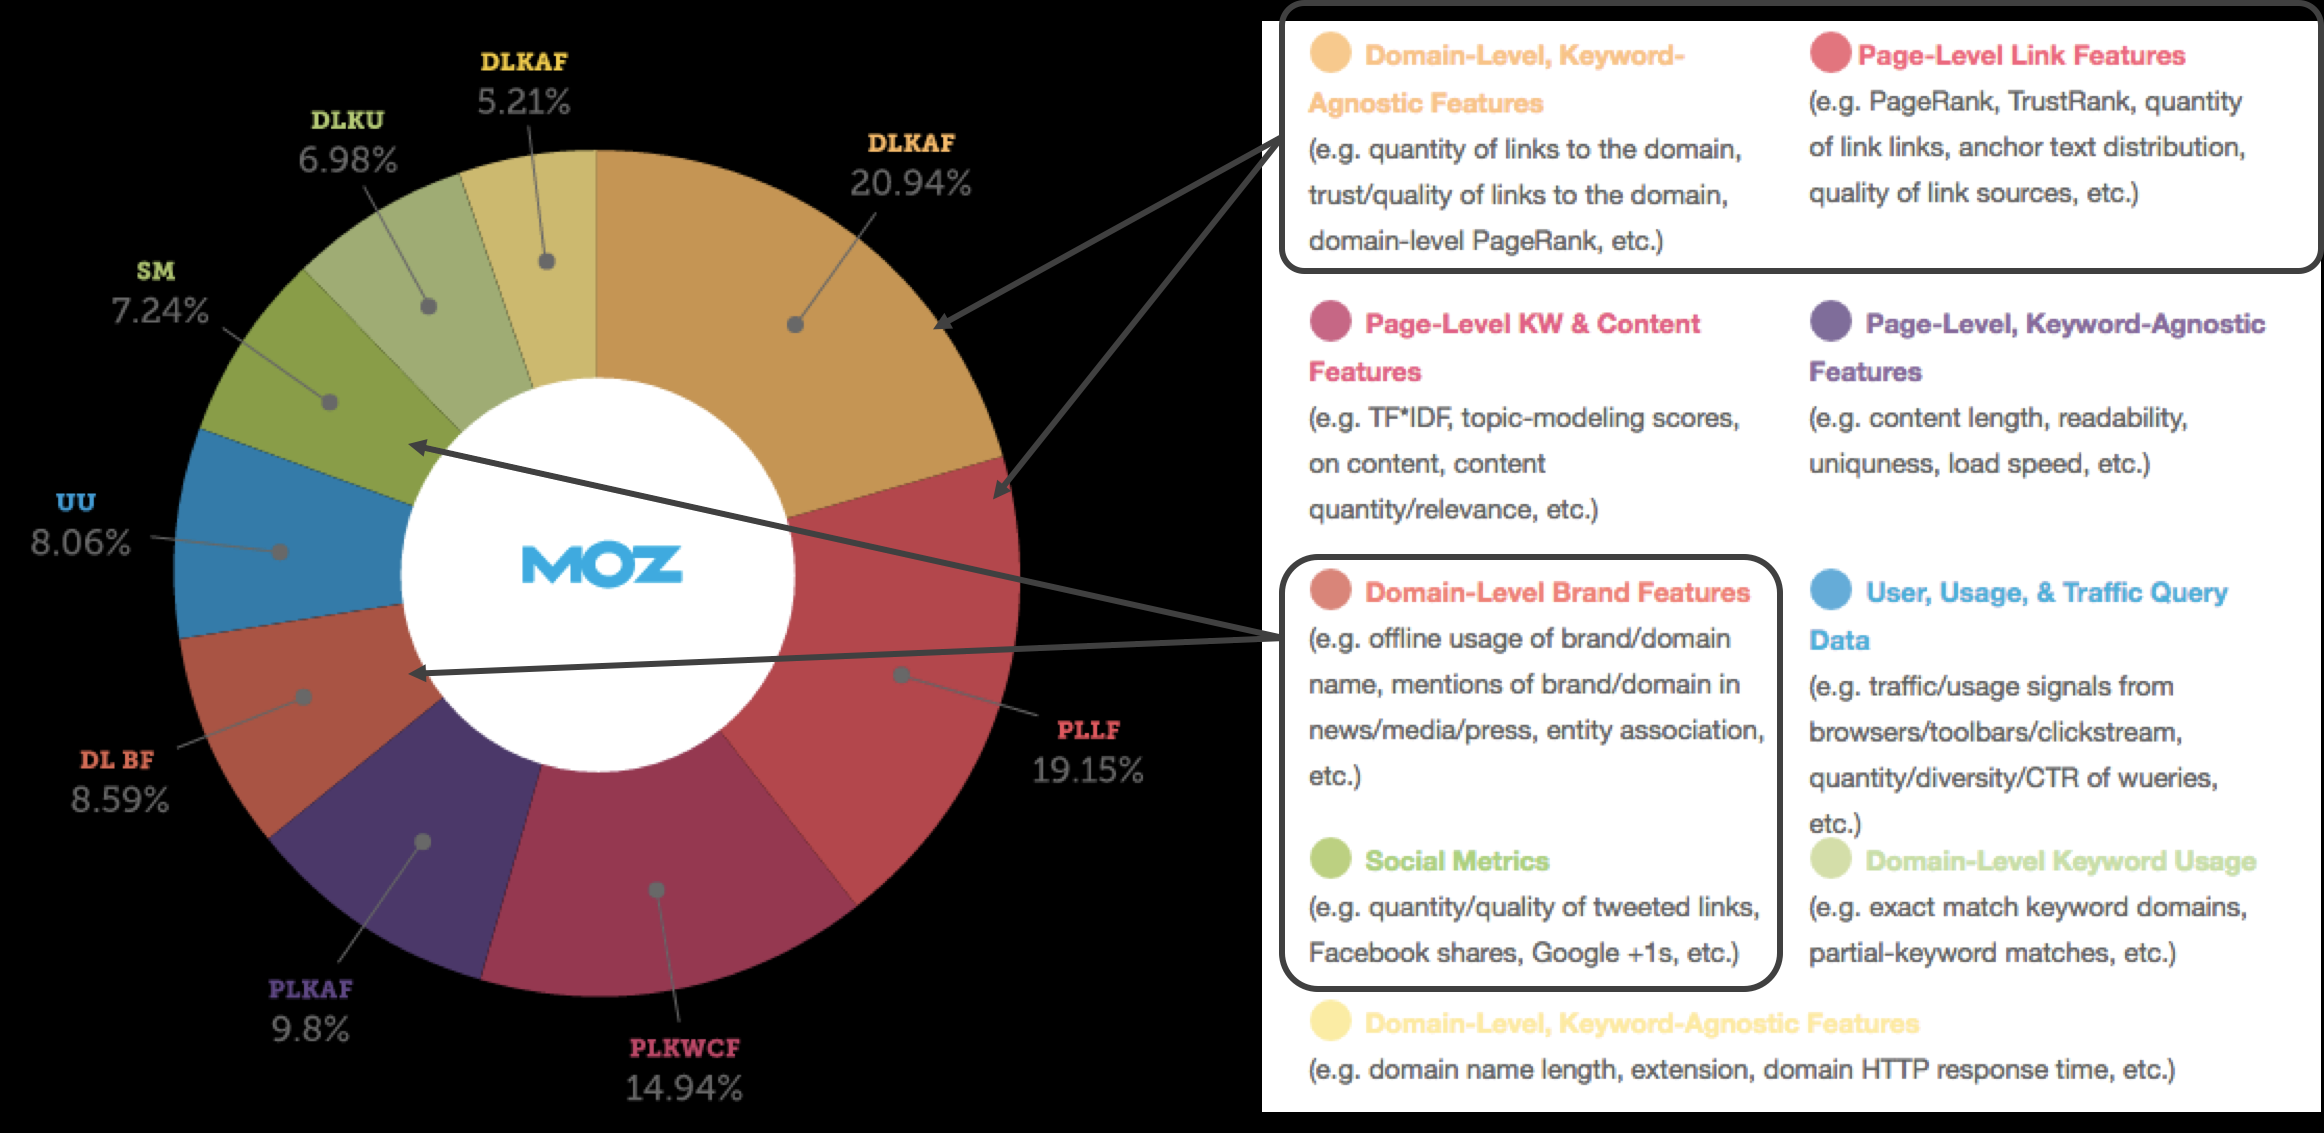 DLKAF
5.21%
DLKU
6.98%
DLKAF
20.94%
SM
7.24%
UU
8.06%
MOZ
DL BF
8.59%
PLLF
19.15%
PLKAF
9.8%
PLKWCF
14.94%
Domain-Level, Keyword-
Agnostic Features
(e.g. quantity of links to the domain,
trust/quality of links to the domain,
domain-level PageRank, etc.)
Page-Level Link Features
(e.g. PageRank, TrustRank, quantity
of link links, anchor text distribution,
quality of link sources, etc.)
Page-Level KW & Content
Features
(e.g. TF*IDF, topic-modeling scores,
on content, content
quantity/relevance, etc.)
Page-Level, Keyword-Agnostic
Features
(e.g. content length, readability,
uniquness, load speed, etc.)
Domain-Level Brand Features
(e.g. offline usage of brand/domain
name, mentions of brand/domain in
news/media/press, entity association,
etc.)
User, Usage, & Traffic Query
Data
(e.g. traffic/usage signals from
browsers/toolbars/clickstream,
quantity/diversity/CTR of wueries,
etc.)
Social Metrics
(e.g. quantity/quality of tweeted links,
Facebook shares, Google +1s, etc.)
Domain-Level Keyword Usage
(e.g. exact match keyword domains,
partial-keyword matches, etc.)
Domain-Level, Keyword-Agnostic Features
(e.g. domain name length, extension, domain HTTP response time, etc.)